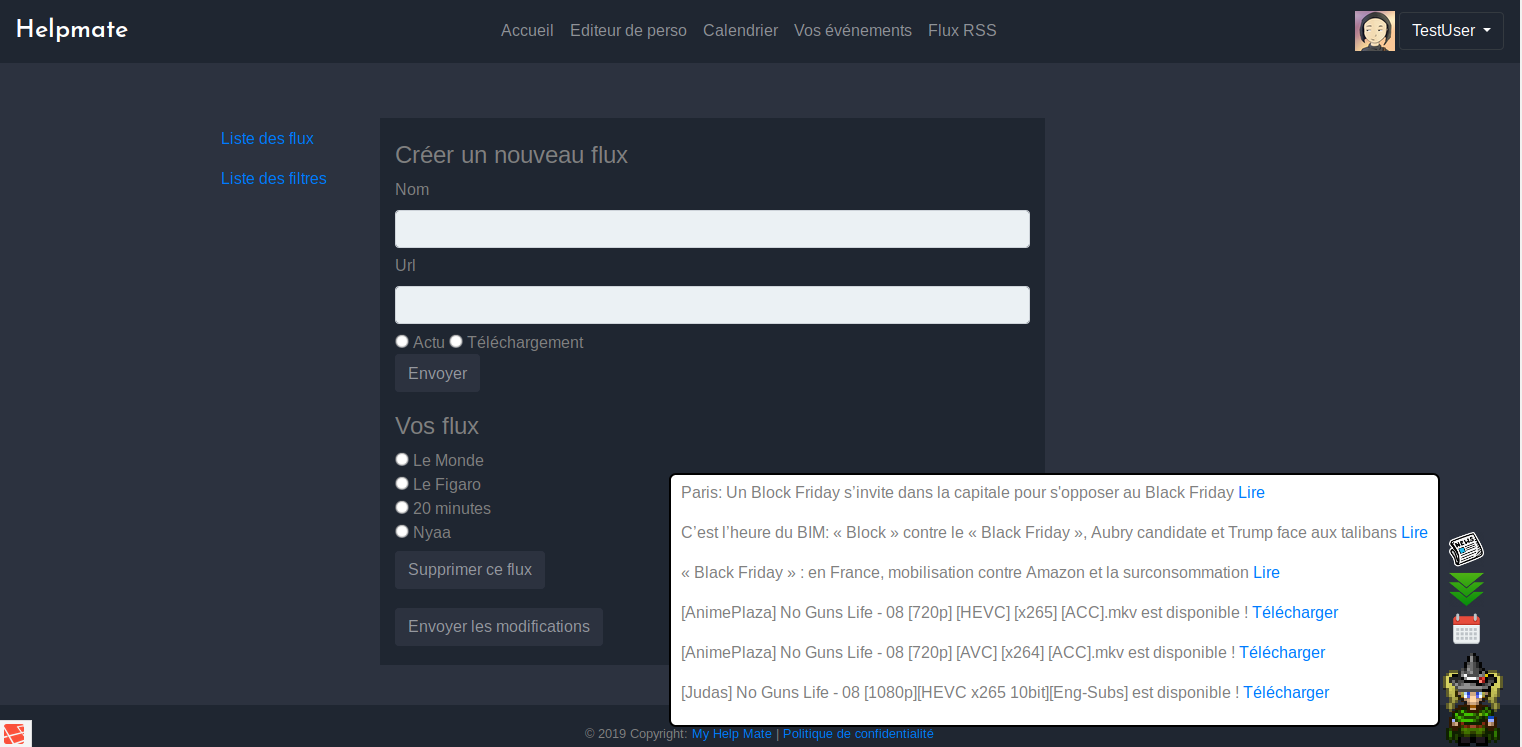 Helpmate
Accueil Editeur de perso Calendrier Vos événements Flux RSS
TestUser
Liste des flux
Liste des filtres
Créer un nouveau flux
Nom
Url
Actu Téléchargement
Envoyer
Vos flux
Le Monde
Le Figaro
20 minutes
Nyaa
Supprimer ce flux
Envoyer les modifications
Paris: Un Block Friday s’invite dans la capitale pour s'opposer au Black Friday Lire
C’est l’heure du BIM: « Block » contre le « Black Friday », Aubry candidate et Trump face aux talibans Lire
« Black Friday » : en France, mobilisation contre Amazon et la surconsommation Lire
[AnimePlaza] No Guns Life - 08 [720p] [HEVC] [x265] [ACC].mkv est disponible ! Télécharger
[AnimePlaza] No Guns Life - 08 [720p] [AVC] [x264] [ACC].mkv est disponible ! Télécharger
[Judas] No Guns Life - 08 [1080p][HEVC x265 10bit][Eng-Subs] est disponible ! Télécharger
NEWS
© 2019 Copyright: My Help Mate | Politique de confidentialité